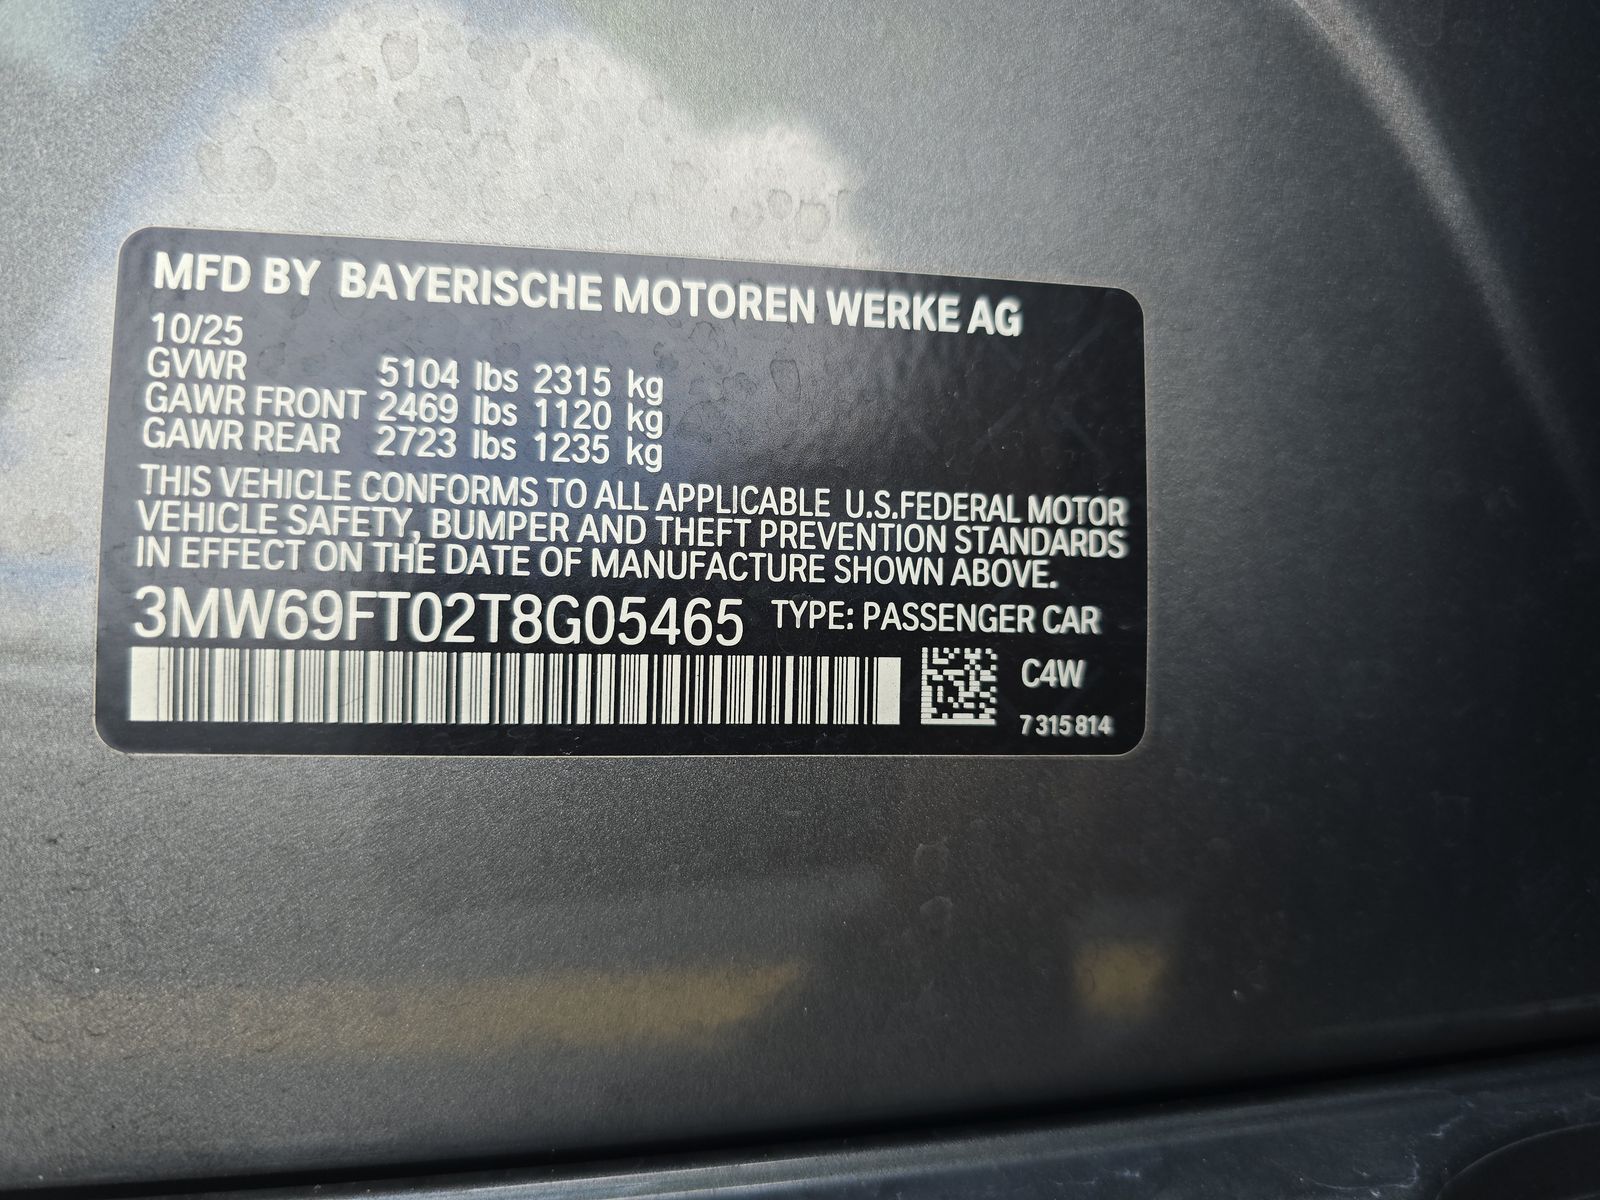 MFD BY BAYERISCHE MOTOREN WERKE AG
10/25
GVWR 5104 lbs 2315 kg
GAWR FRONT 2469 lbs 1120 kg
GAWR REAR 2723 lbs 1235 kg
THIS VEHICLE CONFORMS TO ALL APPLICABLE U.S.FEDERAL MOTOR
VEHICLE SAFETY, BUMPER AND THEFT PREVENTION STANDARDS
IN EFFECT ON THE DATE OF MANUFACTURE SHOWN ABOVE.
3MW69FT02T8G05465 TYPE: PASSENGER CAR
C4W
7 315 814